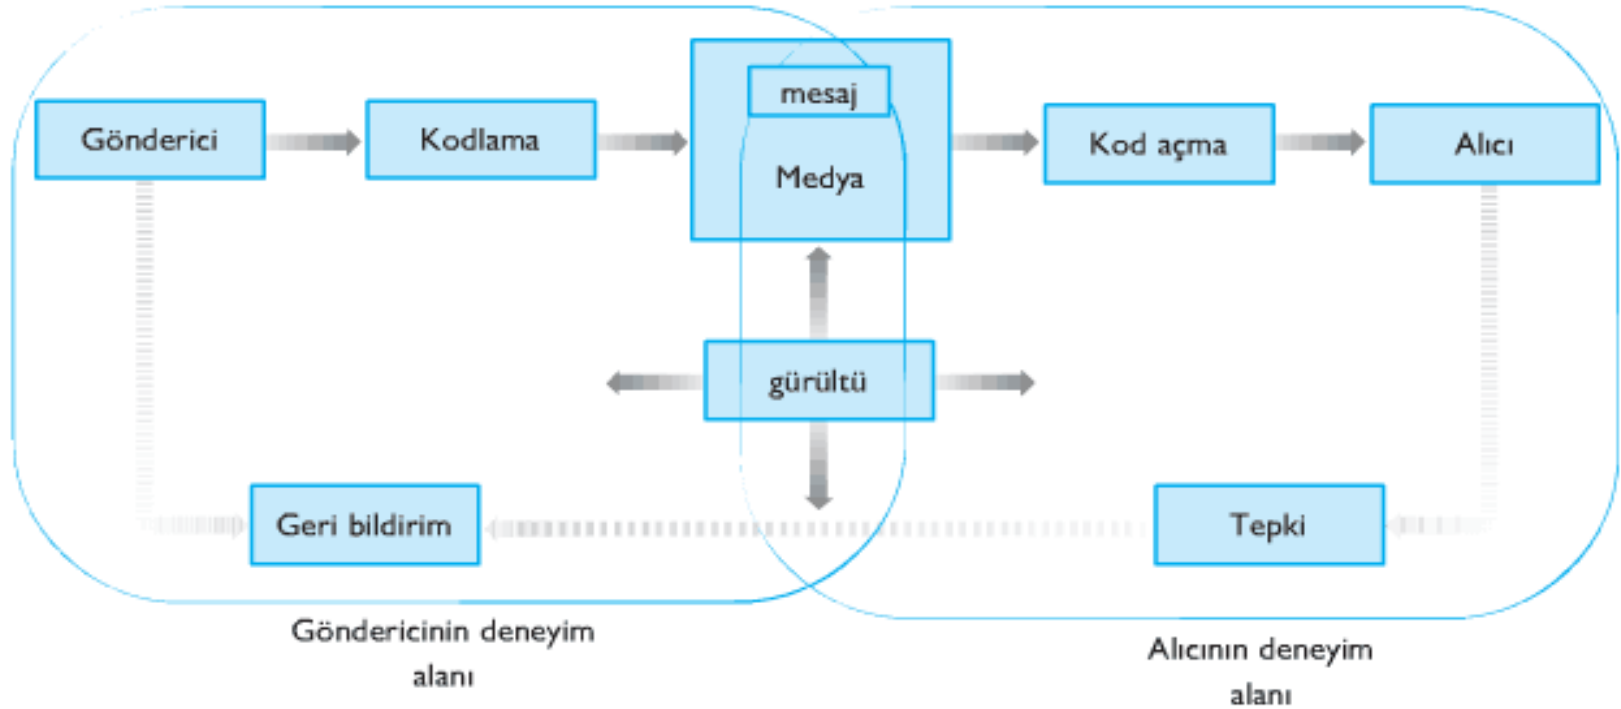 mesaj
Gönderici
Kodlama
Medya
Kod açma
Alıcı
gürültü
Geri bildirim
Tepki
Göndericinin deneyim
alanı
Alıcının deneyim
alanı